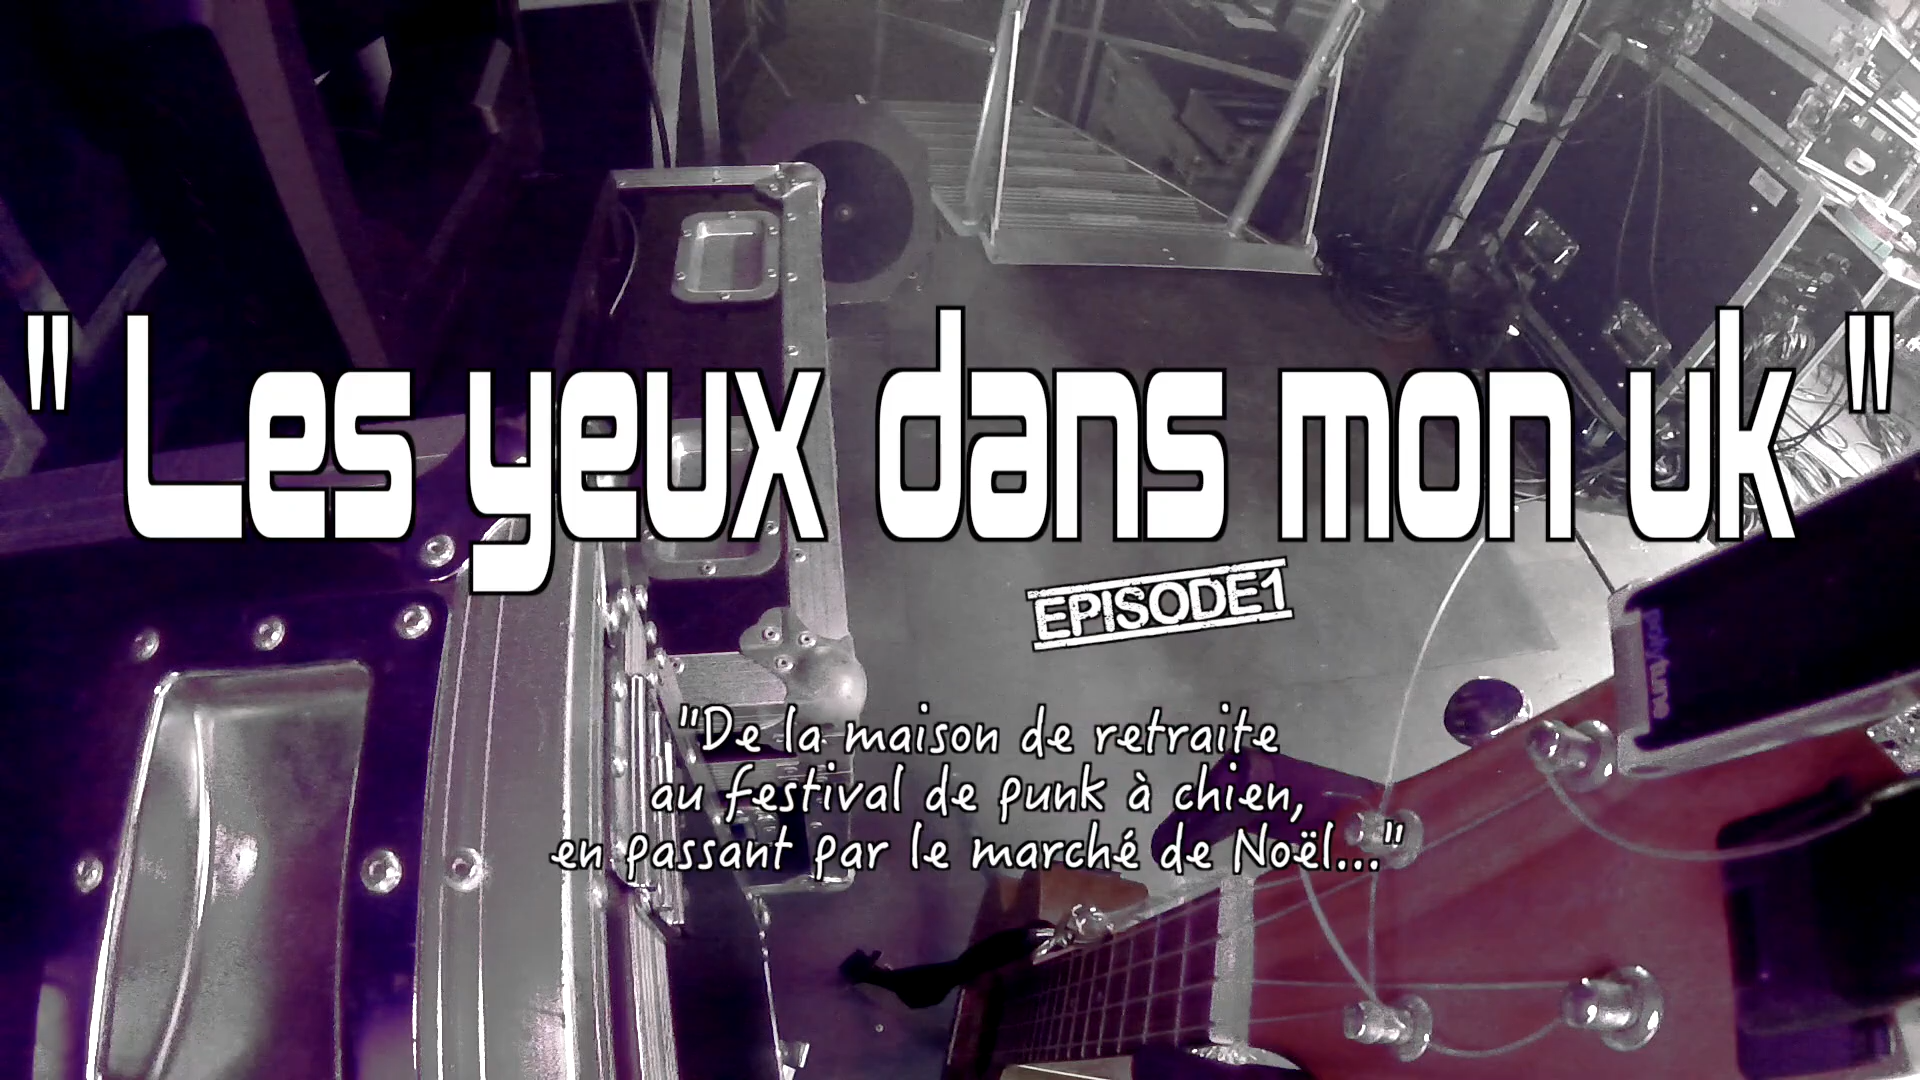 " Les yeux dans mon uk "
EPISODE1
"De la maison de retraite
au festival de punk à chien,
en passant par le marché de Noël..."
polytune